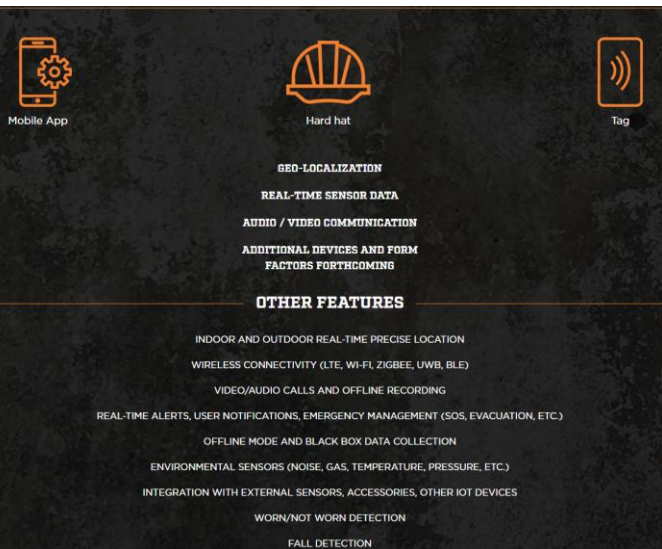 Mobile App
Hard hat
Tag
GEO-LOCALIZATION
REAL-TIME SENSOR DATA
AUDIO / VIDEO COMMUNICATION
ADDITIONAL DEVICES AND FORM
FACTORS FORTHCOMING
OTHER FEATURES
INDOOR AND OUTDOOR REAL-TIME PRECISE LOCATION
WIRELESS CONNECTIVITY (LTE, WI-FI, ZIGBEE, UWB, BLE)
VIDEO/AUDIO CALLS AND OFFLINE RECORDING
REAL-TIME ALERTS, USER NOTIFICATIONS, EMERGENCY MANAGEMENT (SOS, EVACUATION, ETC.)
OFFLINE MODE AND BLACK BOX DATA COLLECTION
ENVIRONMENTAL SENSORS (NOISE, GAS, TEMPERATURE, PRESSURE, ETC.)
INTEGRATION WITH EXTERNAL SENSORS, ACCESSORIES, OTHER IOT DEVICES
WORN/NOT WORN DETECTION
FALL DETECTION